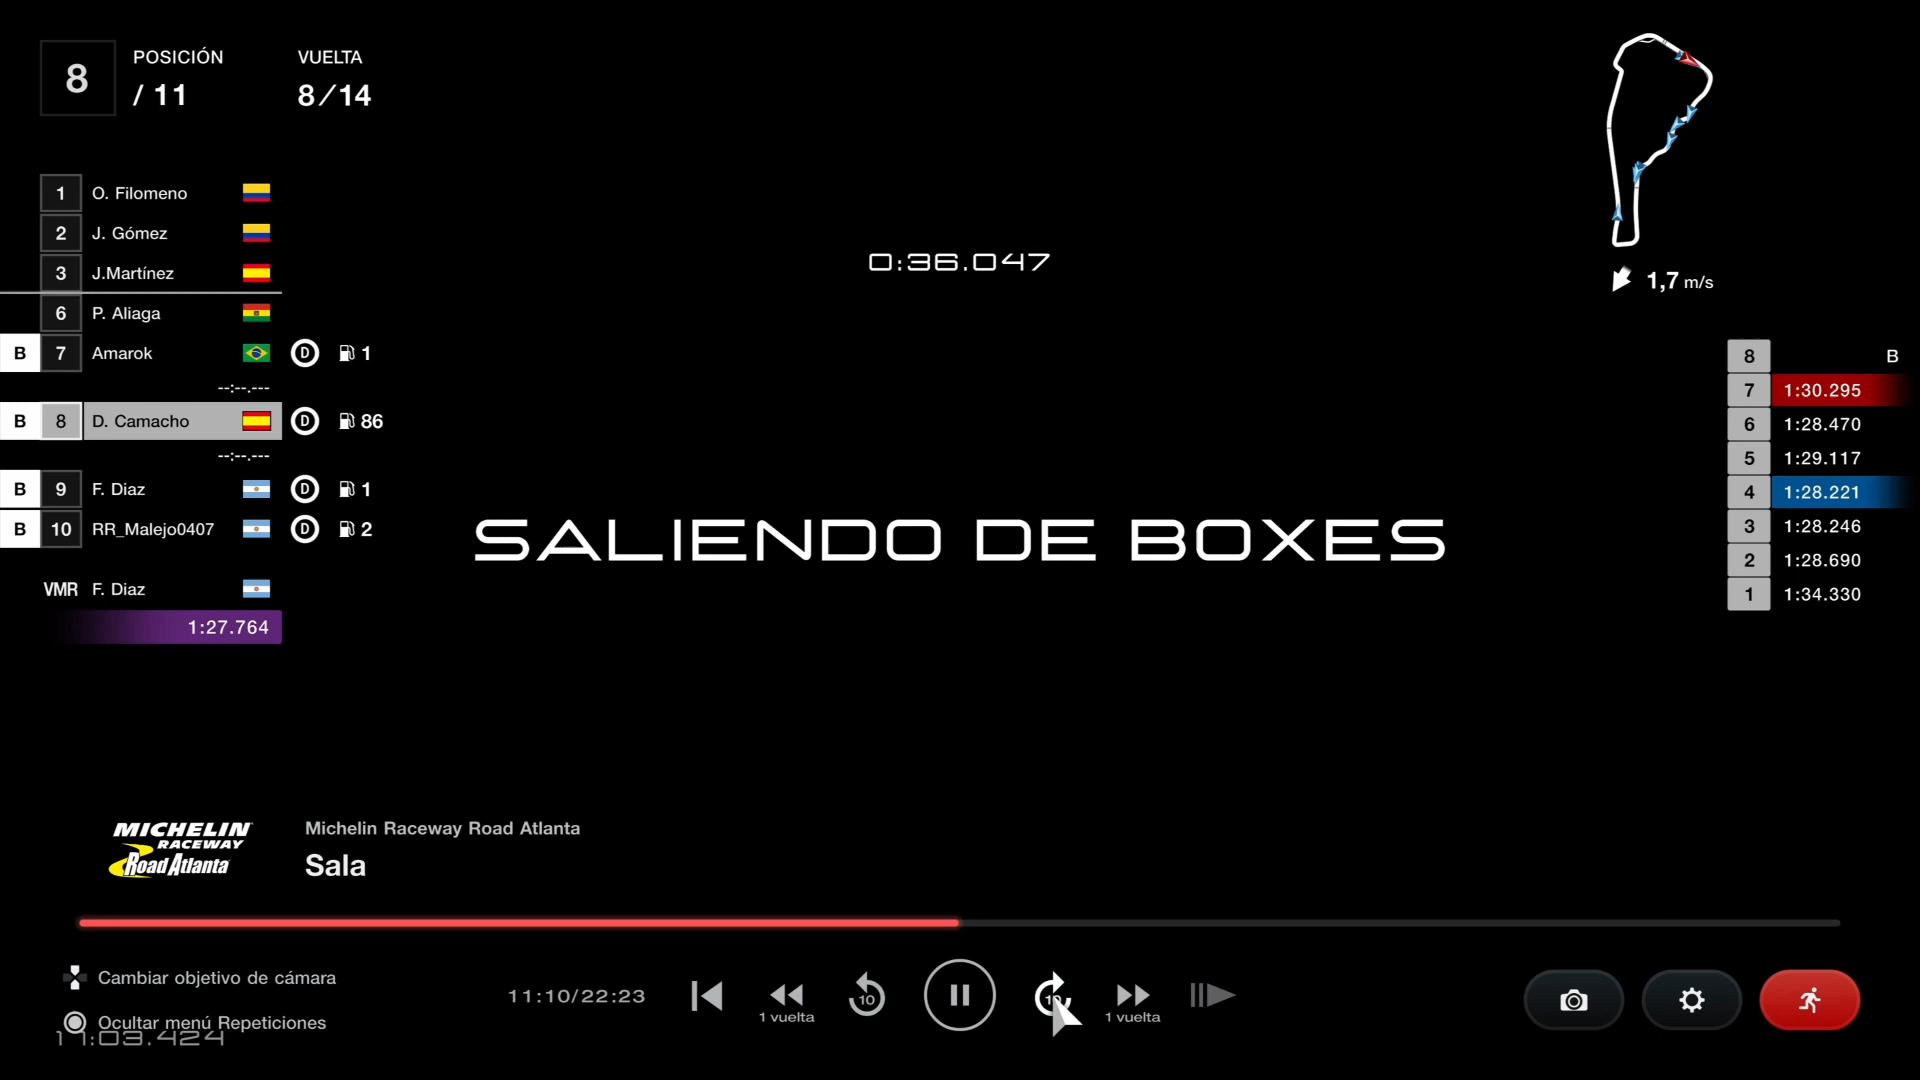 8
POSICIÓN
/ 11
VUELTA
8/14
1 O. Filomeno
2 J. Gómez
3 J.Martínez
6 P. Aliaga
B 7 Amarok D 1
--:--.---
B 8 D. Camacho D 86
--:--.---
B 9 F. Diaz D 1
B 10 RR_Malejo0407 D 2
VMR F. Diaz
1:27.764
0:36.047
SALIENDO DE BOXES
1,7 m/s
8 B
7 1:30.295
6 1:28.470
5 1:29.117
4 1:28.221
3 1:28.246
2 1:28.690
1 1:34.330
MICHELIN
RACEWAY
Road Atlanta
Michelin Raceway Road Atlanta
Sala
Cambiar objetivo de cámara
Ocultar menú Repeticiones
11:03.424
11:10/22:23
1 vuelta
10
10
1 vuelta